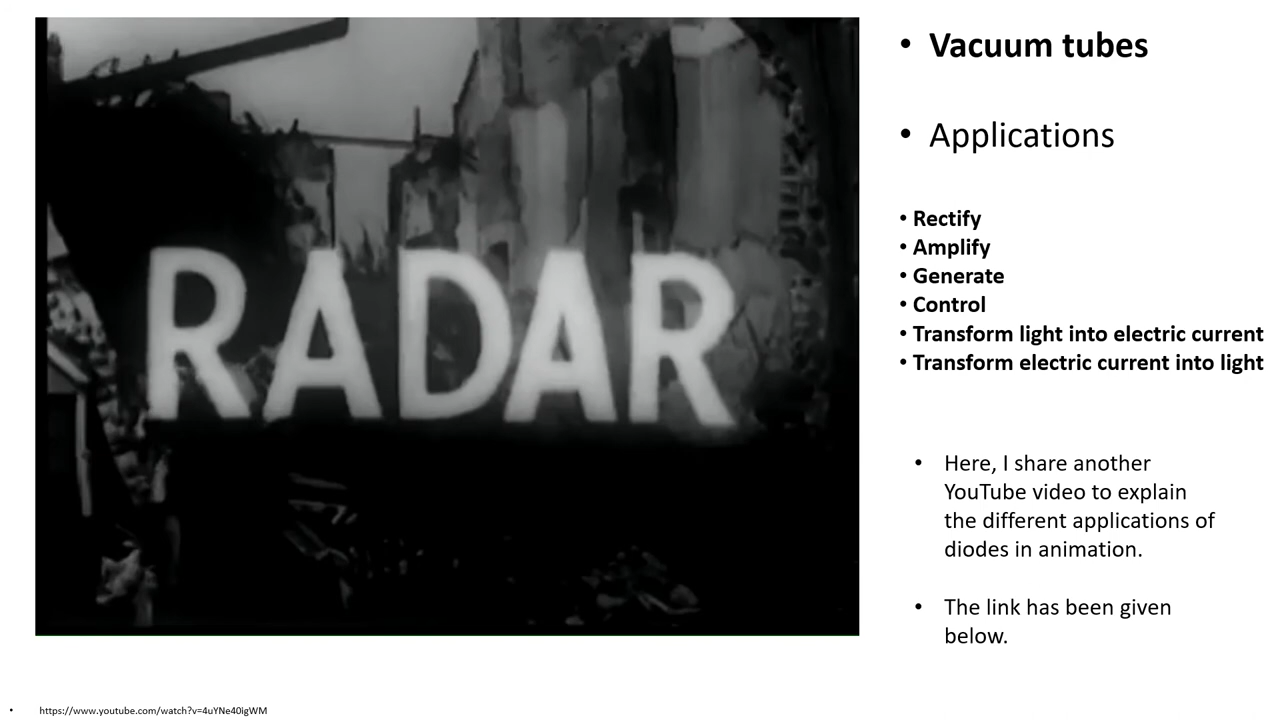 RADAR
• Vacuum tubes
• Applications
• Rectify
• Amplify
• Generate
• Control
• Transform light into electric current
• Transform electric current into light
• Here, I share another
YouTube video to explain
the different applications of
diodes in animation.
• The link has been given
below.
• https://www.youtube.com/watch?v=4uYNe40igWM